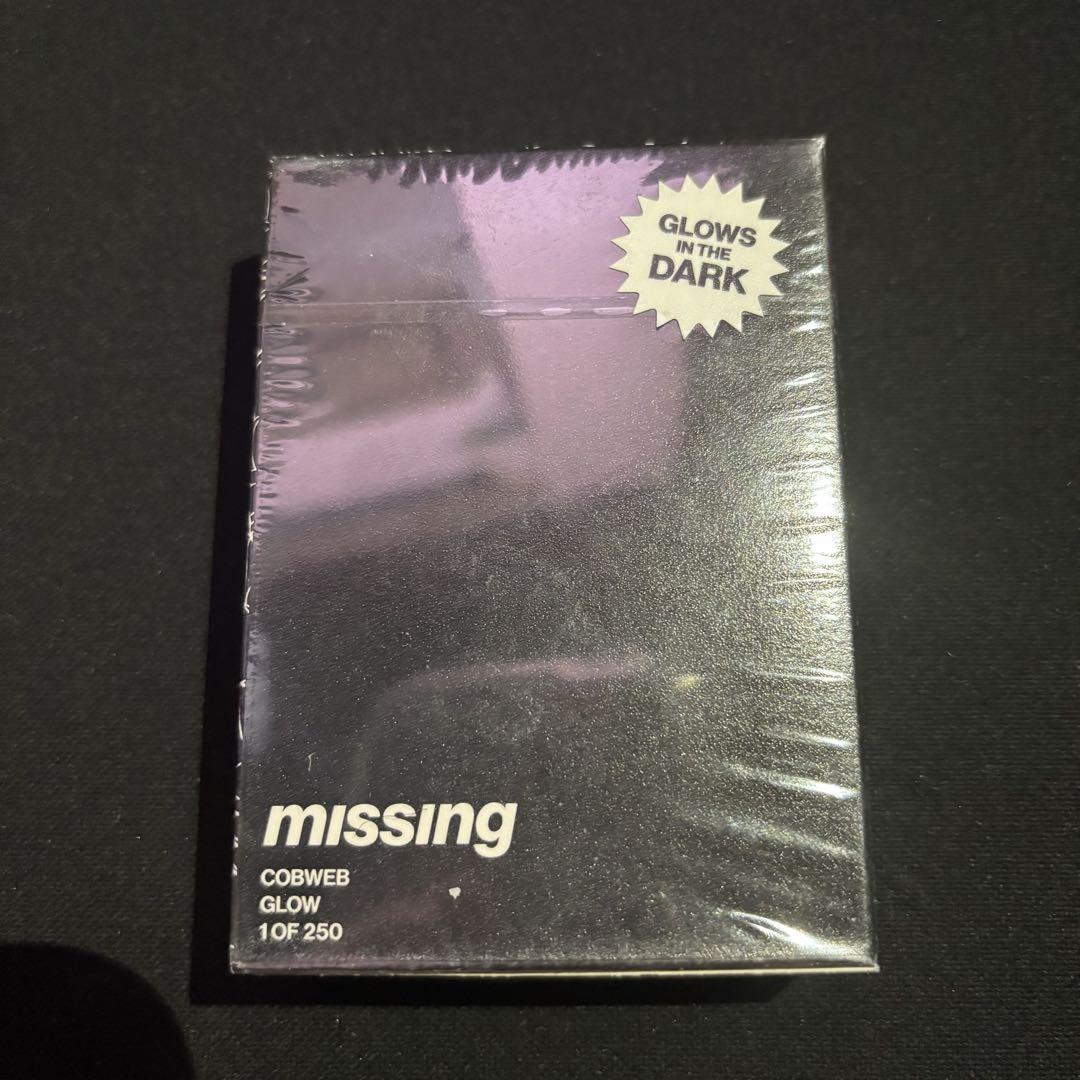 GLOWS
IN THE
DARK
missing
COBWEB
GLOW
1 OF 250